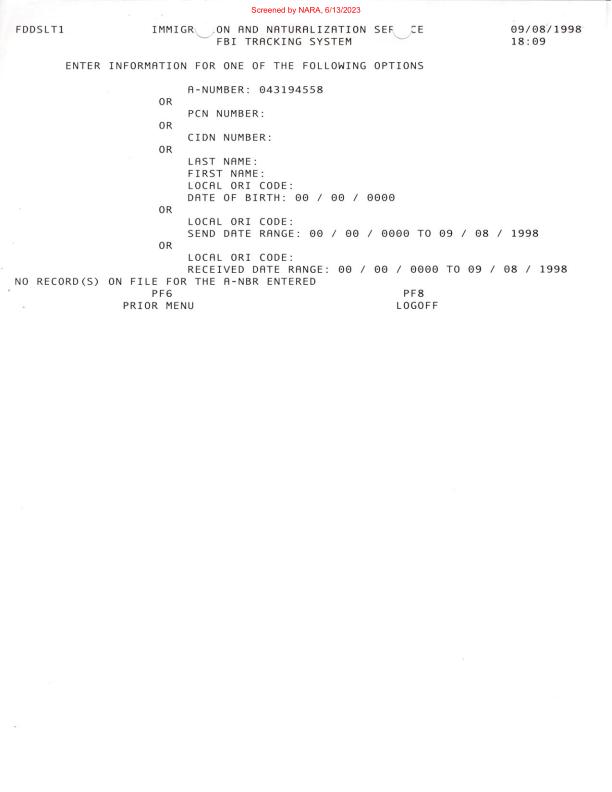 Screened by NARA, 6/13/2023
FDDSLT1 IMMIGR ON AND NATURALIZATION SER CE 09/08/1998
FBI TRACKING SYSTEM 18:09
ENTER INFORMATION FOR ONE OF THE FOLLOWING OPTIONS
A-NUMBER: 043194558
OR
PCN NUMBER:
OR
CIDN NUMBER:
OR
LAST NAME:
FIRST NAME:
LOCAL ORI CODE:
DATE OF BIRTH: 00 / 00 / 0000
OR
LOCAL ORI CODE:
SEND DATE RANGE: 00 / 00 / 0000 TO 09 / 08 / 1998
OR
LOCAL ORI CODE:
RECEIVED DATE RANGE: 00 / 00 / 0000 TO 09 / 08 / 1998
NO RECORD(S) ON FILE FOR THE A-NBR ENTERED
PF6 PF8
PRIOR MENU LOGOFF